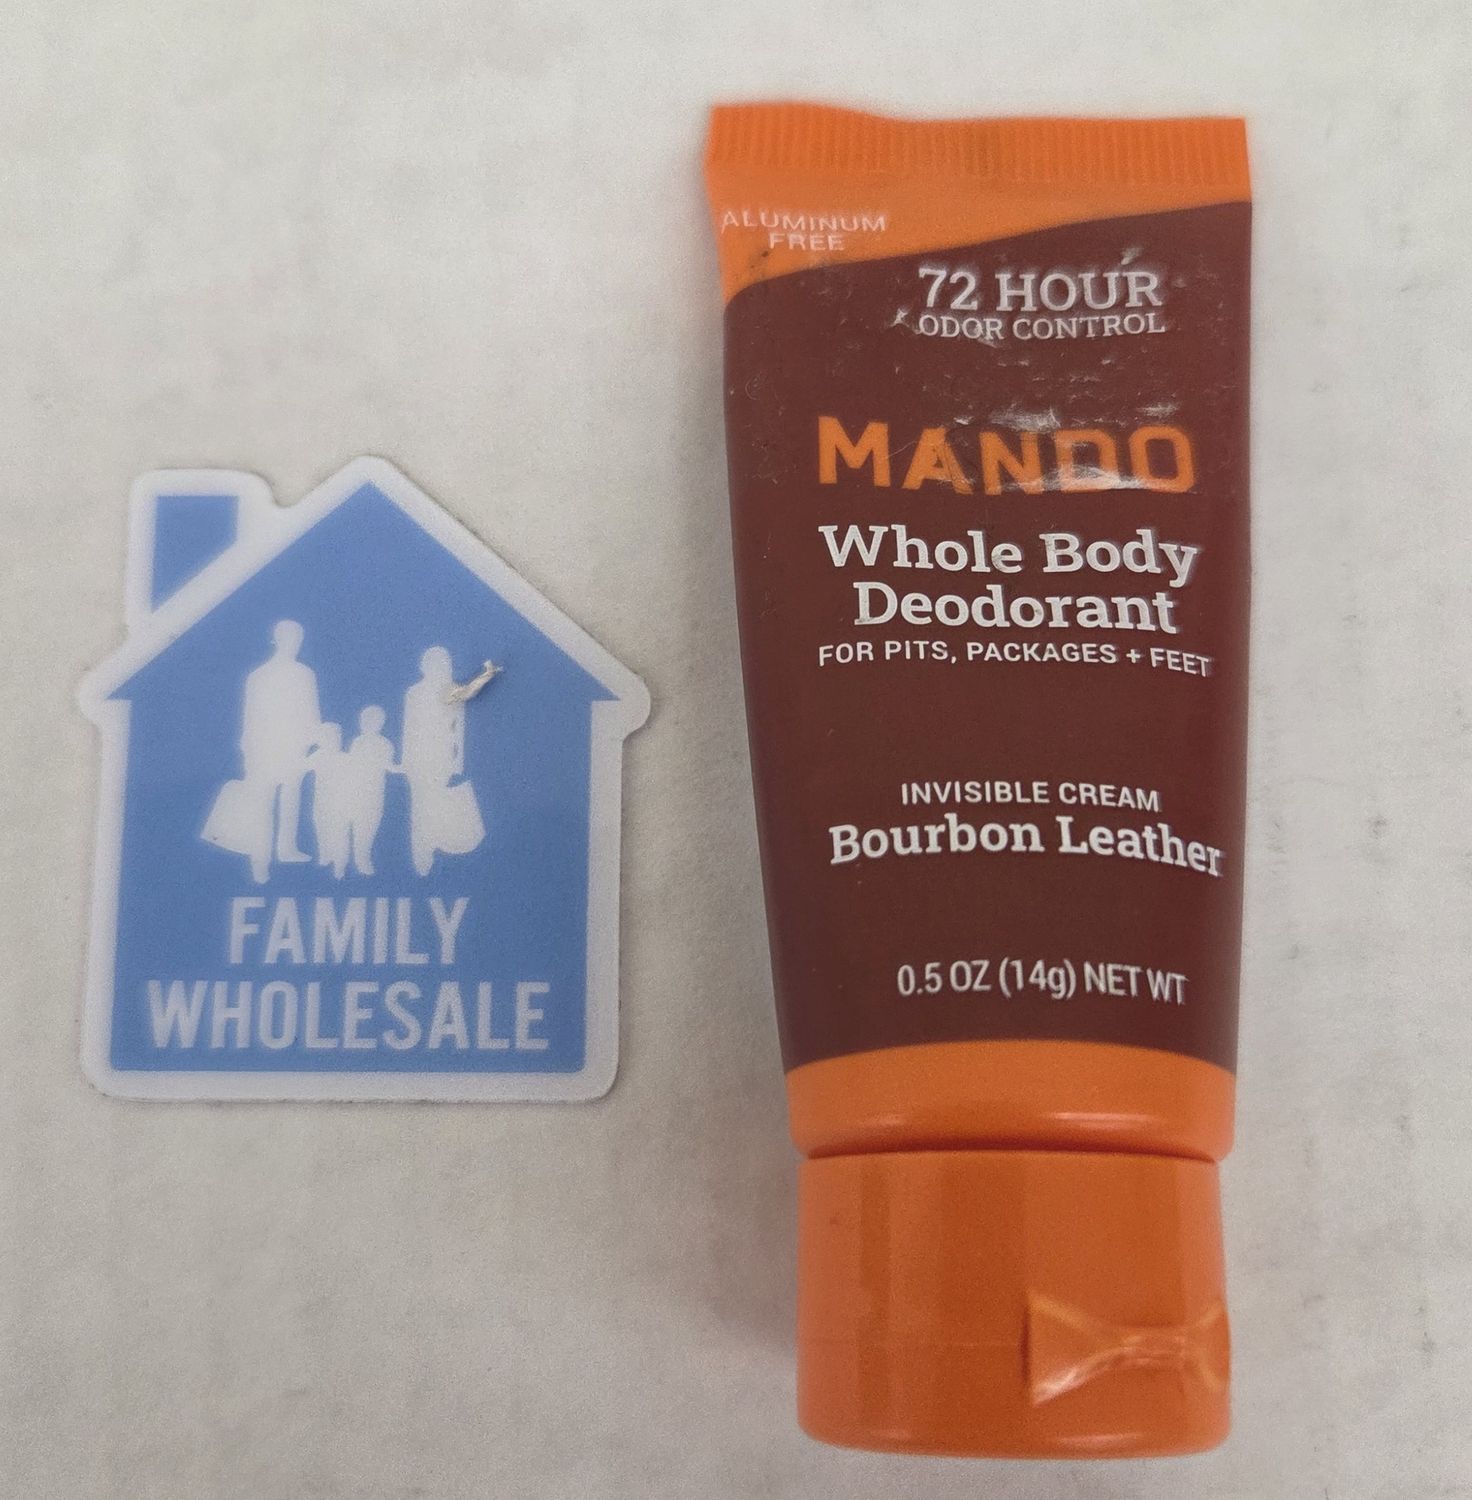 FAMILY
WHOLESALE
ALUMINUM
FREE
72 HOUR
ODOR CONTROL
MANDO
Whole Body
Deodorant
FOR PITS, PACKAGES + FEET
INVISIBLE CREAM
Bourbon Leather
0.5 OZ (14g) NET WT